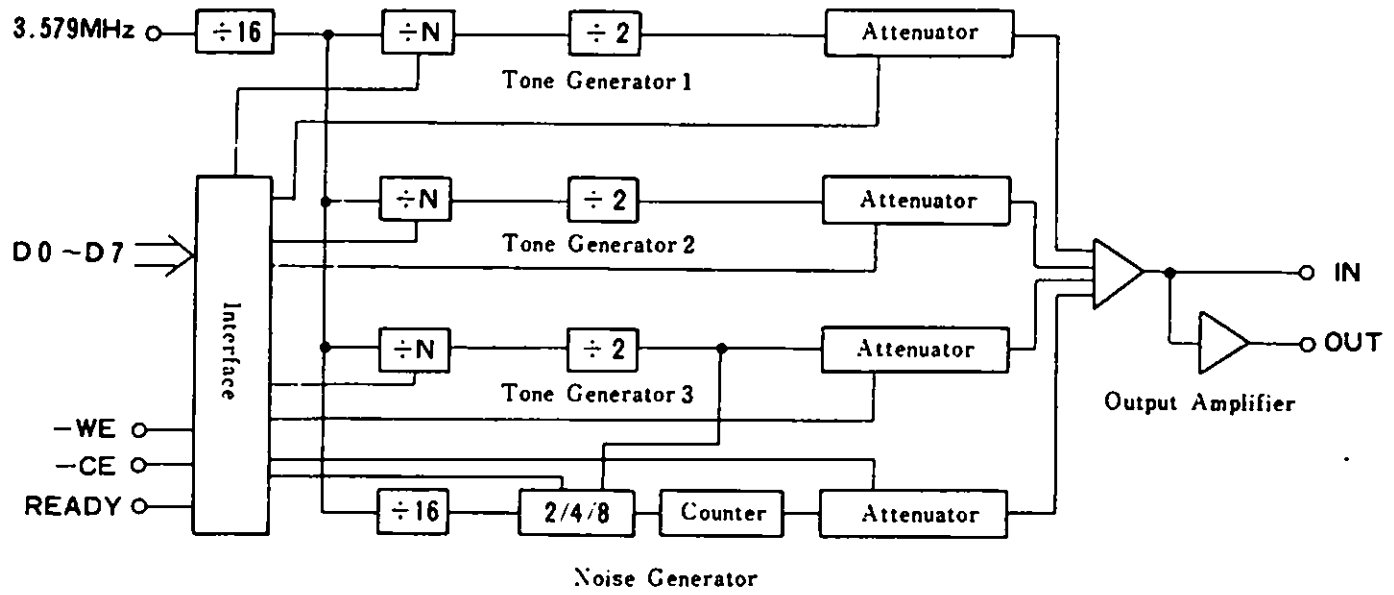 3.579MHz ÷16 ÷N ÷2 Attenuator
Tone Generator 1
÷N ÷2 Attenuator
D0~D7
Tone Generator 2
IN
Interface
÷N ÷2 Attenuator
OUT
Tone Generator 3
Output Amplifier
-WE
-CE
READY
÷16 2/4/8 Counter Attenuator
Noise Generator